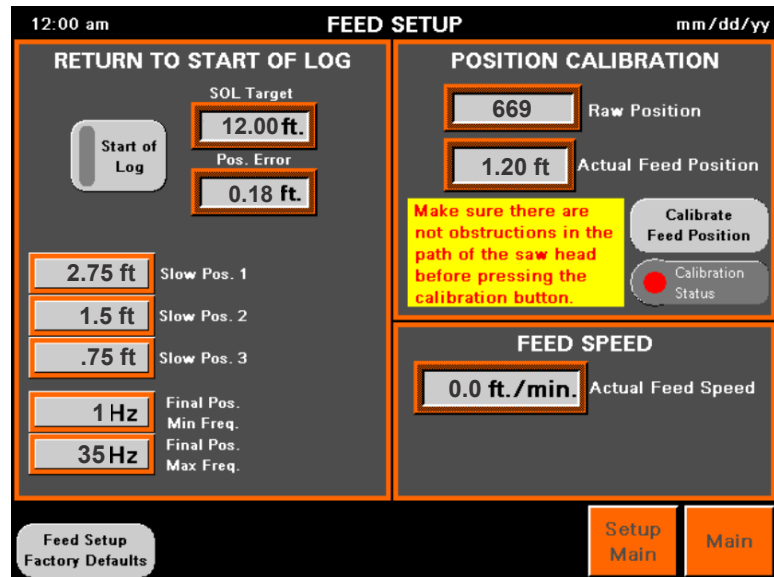 12:00 am
FEED SETUP
mm/dd/yy
RETURN TO START OF LOG
SOL Target
12.00 ft.
Start of
Log
Pos. Error
0.18 ft.
2.75 ft Slow Pos. 1
1.5 ft Slow Pos. 2
.75 ft Slow Pos. 3
1 Hz
Final Pos.
Min Freq.
35 Hz
Final Pos.
Max Freq.
POSITION CALIBRATION
669 Raw Position
1.20 ft Actual Feed Position
Make sure there are
not obstructions in the
path of the saw head
before pressing the
calibration button.
Calibrate
Feed Position
Calibration
Status
FEED SPEED
0.0 ft./min. Actual Feed Speed
Feed Setup
Factory Defaults
Setup
Main
Main